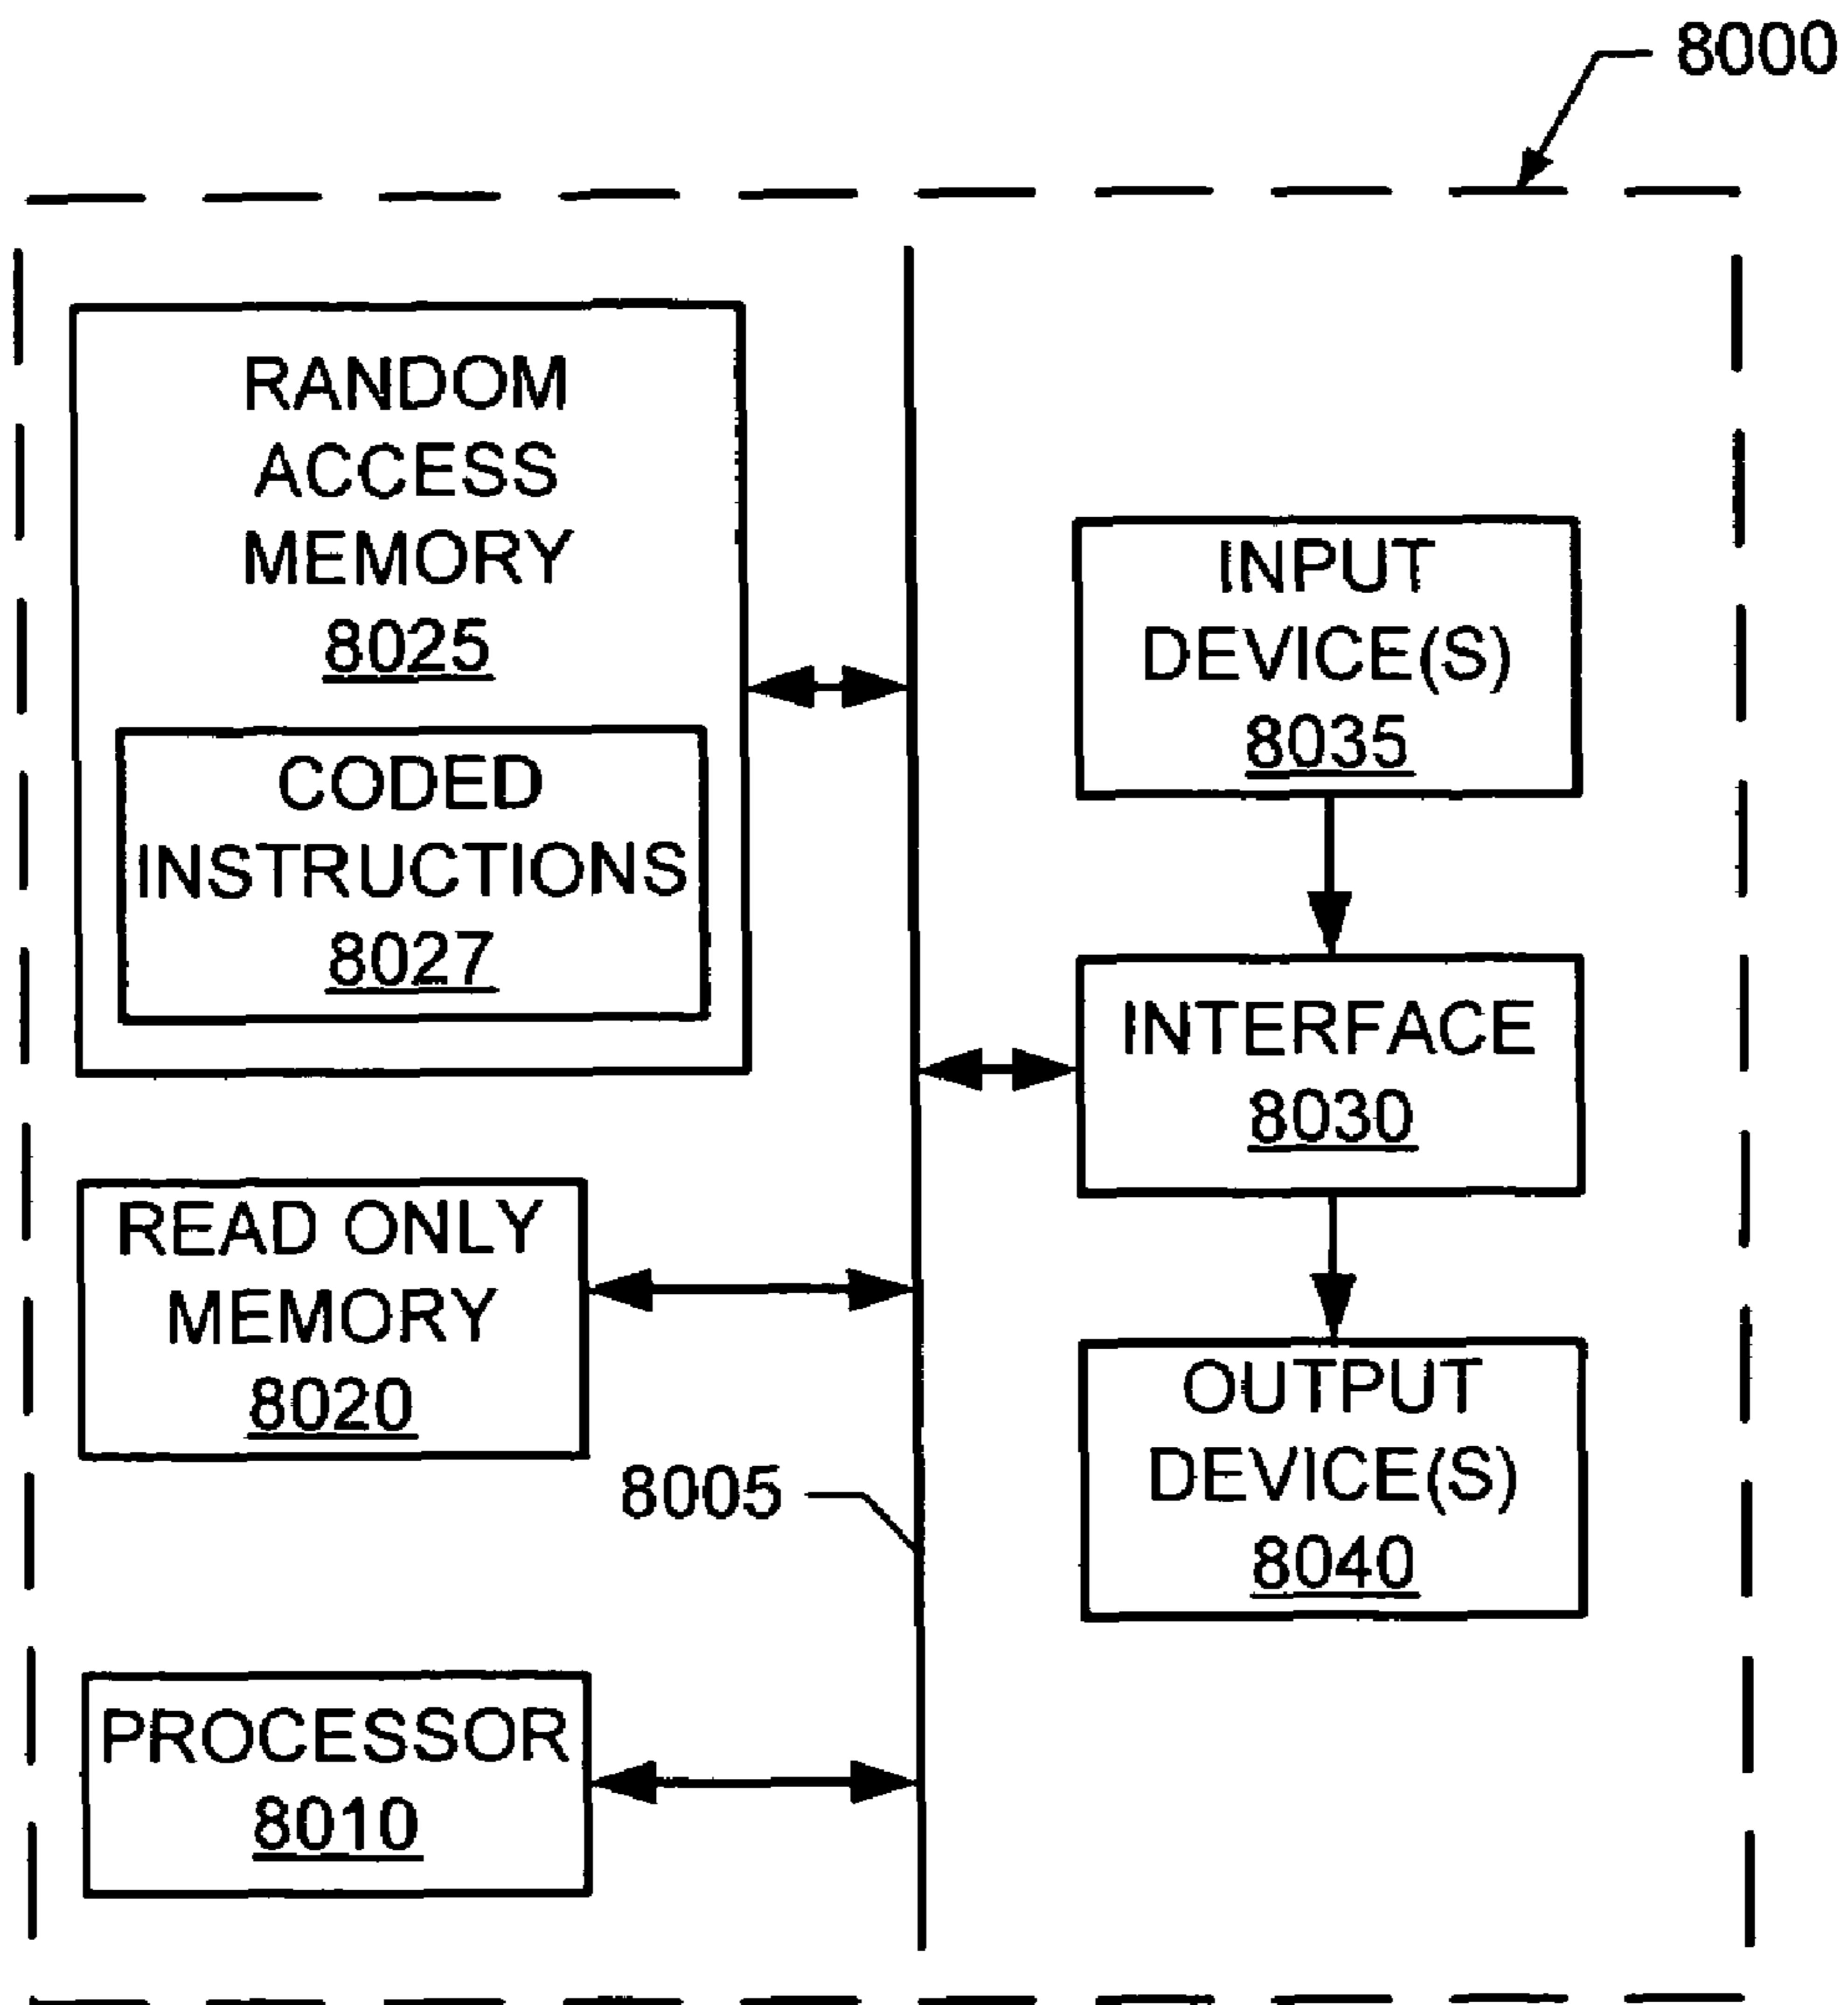 8000
RANDOM
ACCESS
MEMORY
8025
CODED
INSTRUCTIONS
8027
READ ONLY
MEMORY
8020
8005
PROCESSOR
8010
INPUT
DEVICE(S)
8035
INTERFACE
8030
OUTPUT
DEVICE(S)
8040